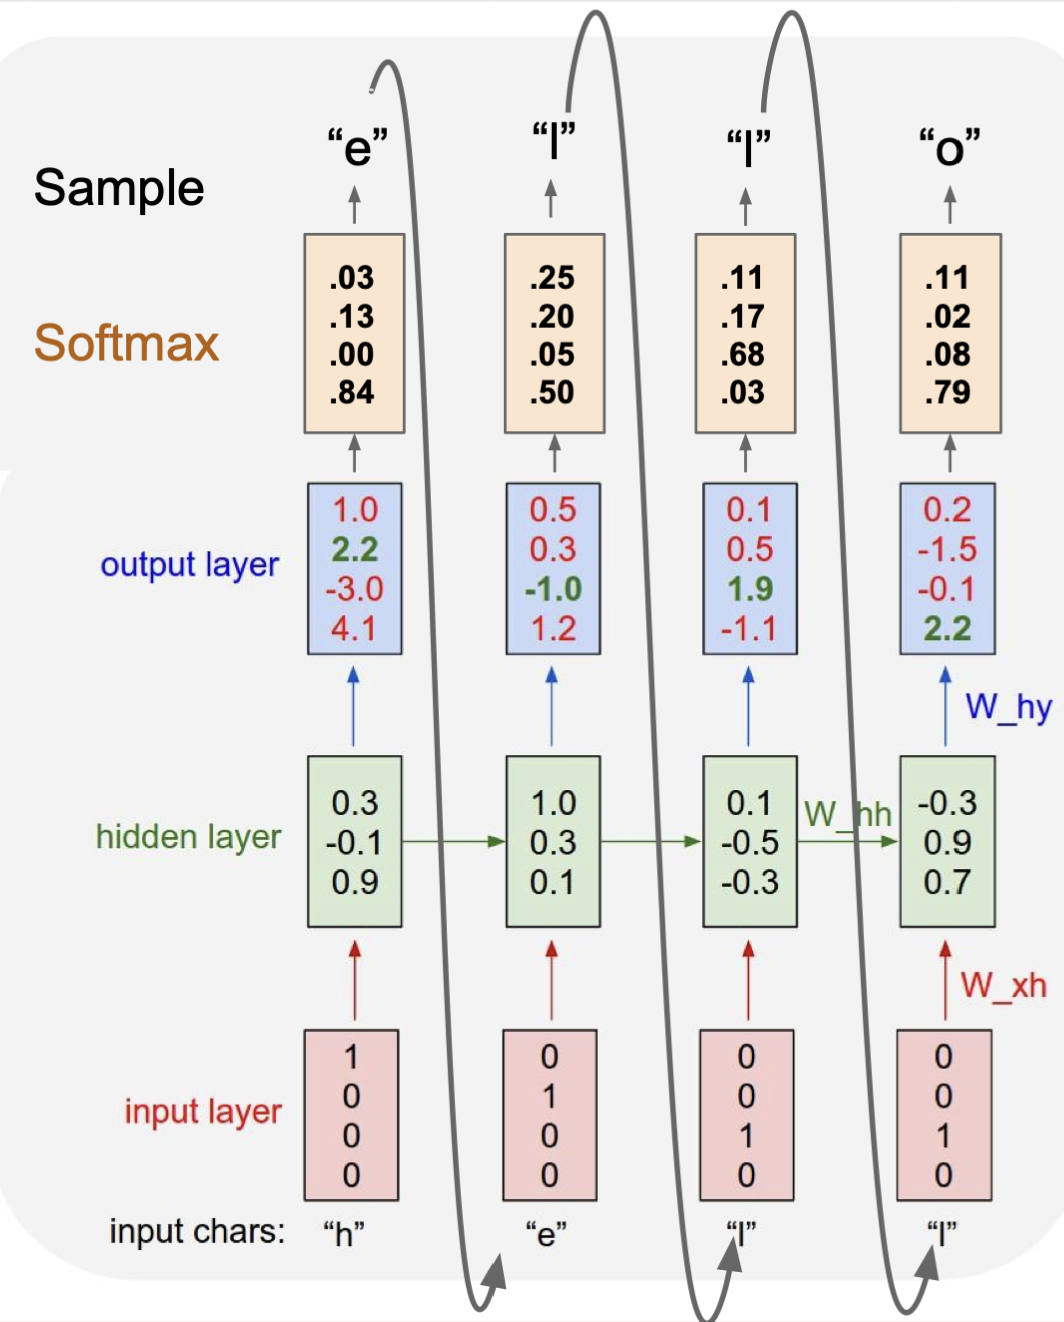 “e” “l” “l” “o”
Sample
Softmax
.03 .25 .11 .11
.13 .20 .17 .02
.00 .05 .68 .08
.84 .50 .03 .79
output layer
1.0 0.5 0.1 0.2
2.2 0.3 0.5 -1.5
-3.0 -1.0 1.9 -0.1
4.1 1.2 -1.1 2.2
W_hy
hidden layer
0.3 1.0 0.1 W_hh -0.3
-0.1 0.3 -0.5 0.9
0.9 0.1 -0.3 0.7
W_xh
input layer
1 0 0 0
0 1 0 0
0 0 1 1
0 0 0 0
input chars: “h” “e” “l” “l”